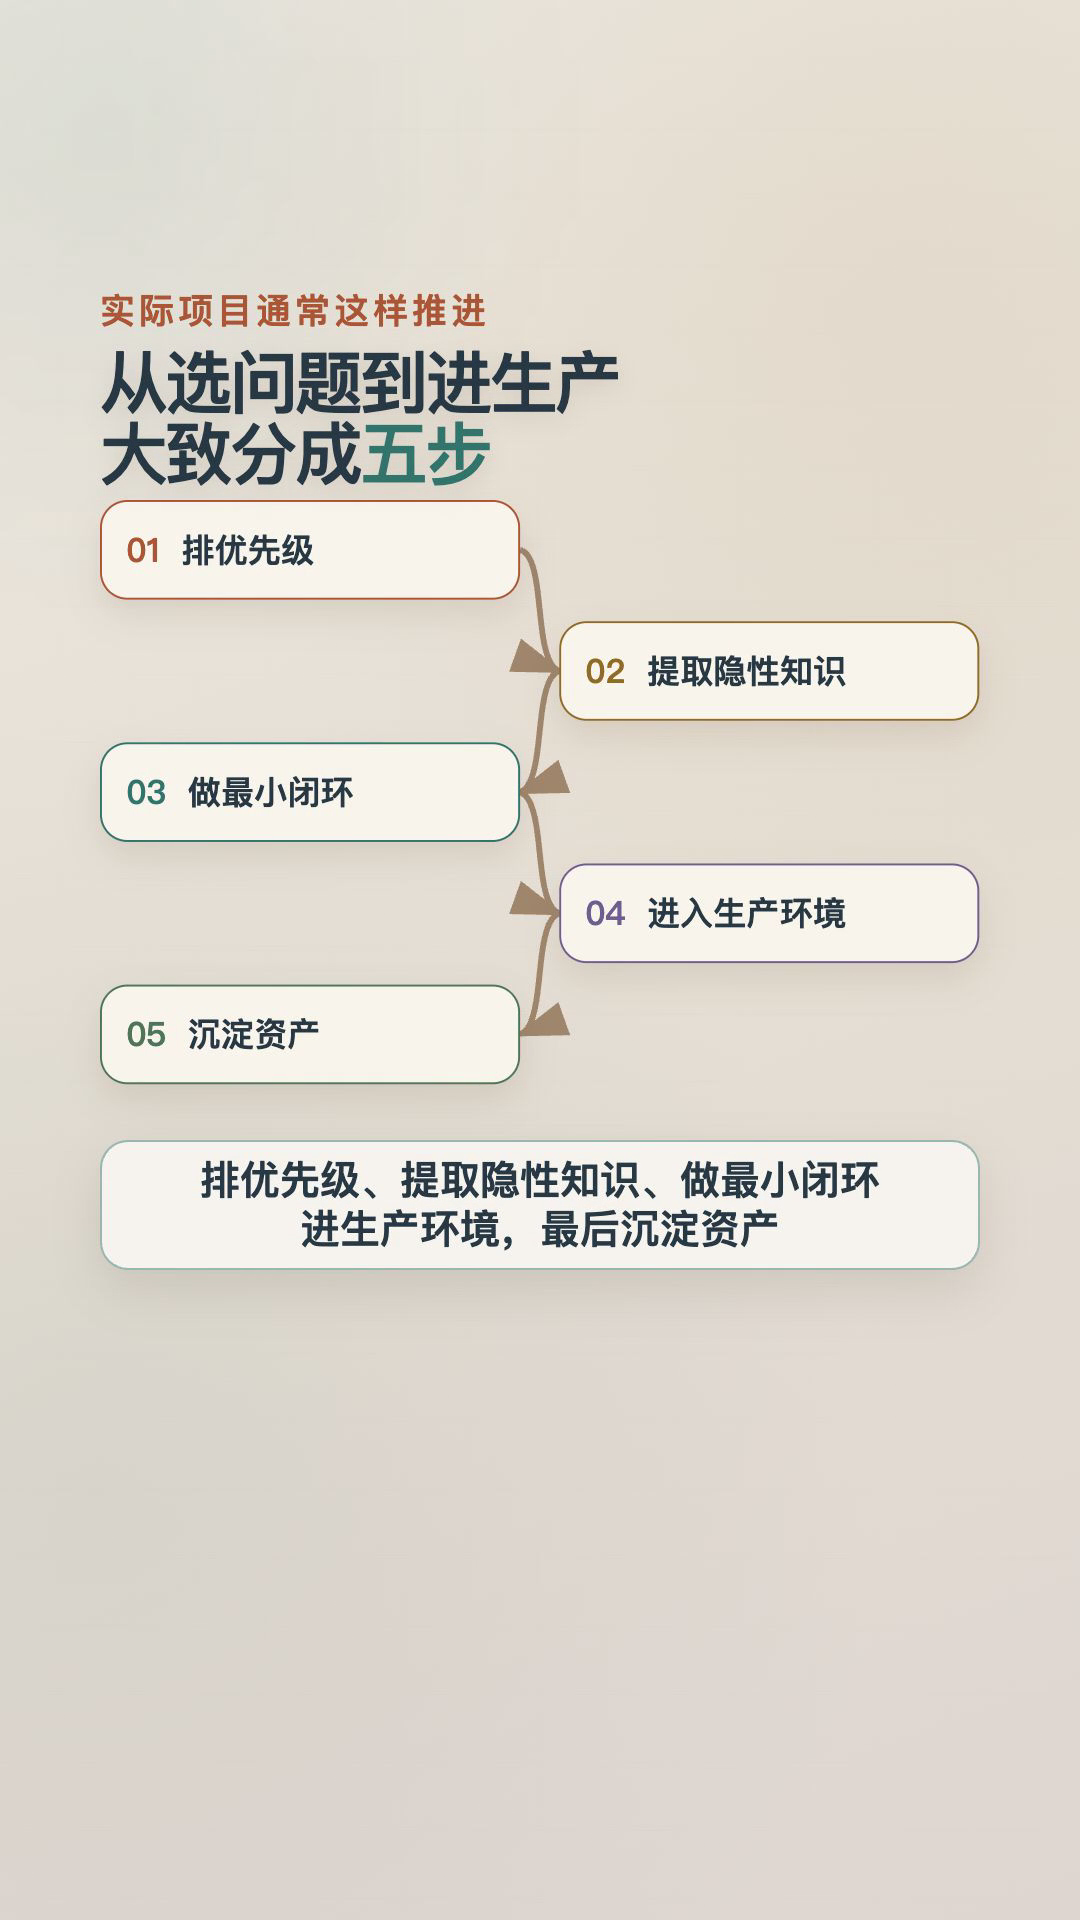 实际项目通常这样推进
从选问题到进生产
大致分成五步
01 排优先级
02 提取隐性知识
03 做最小闭环
04 进入生产环境
05 沉淀资产
排优先级、提取隐性知识、做最小闭环
进生产环境，最后沉淀资产